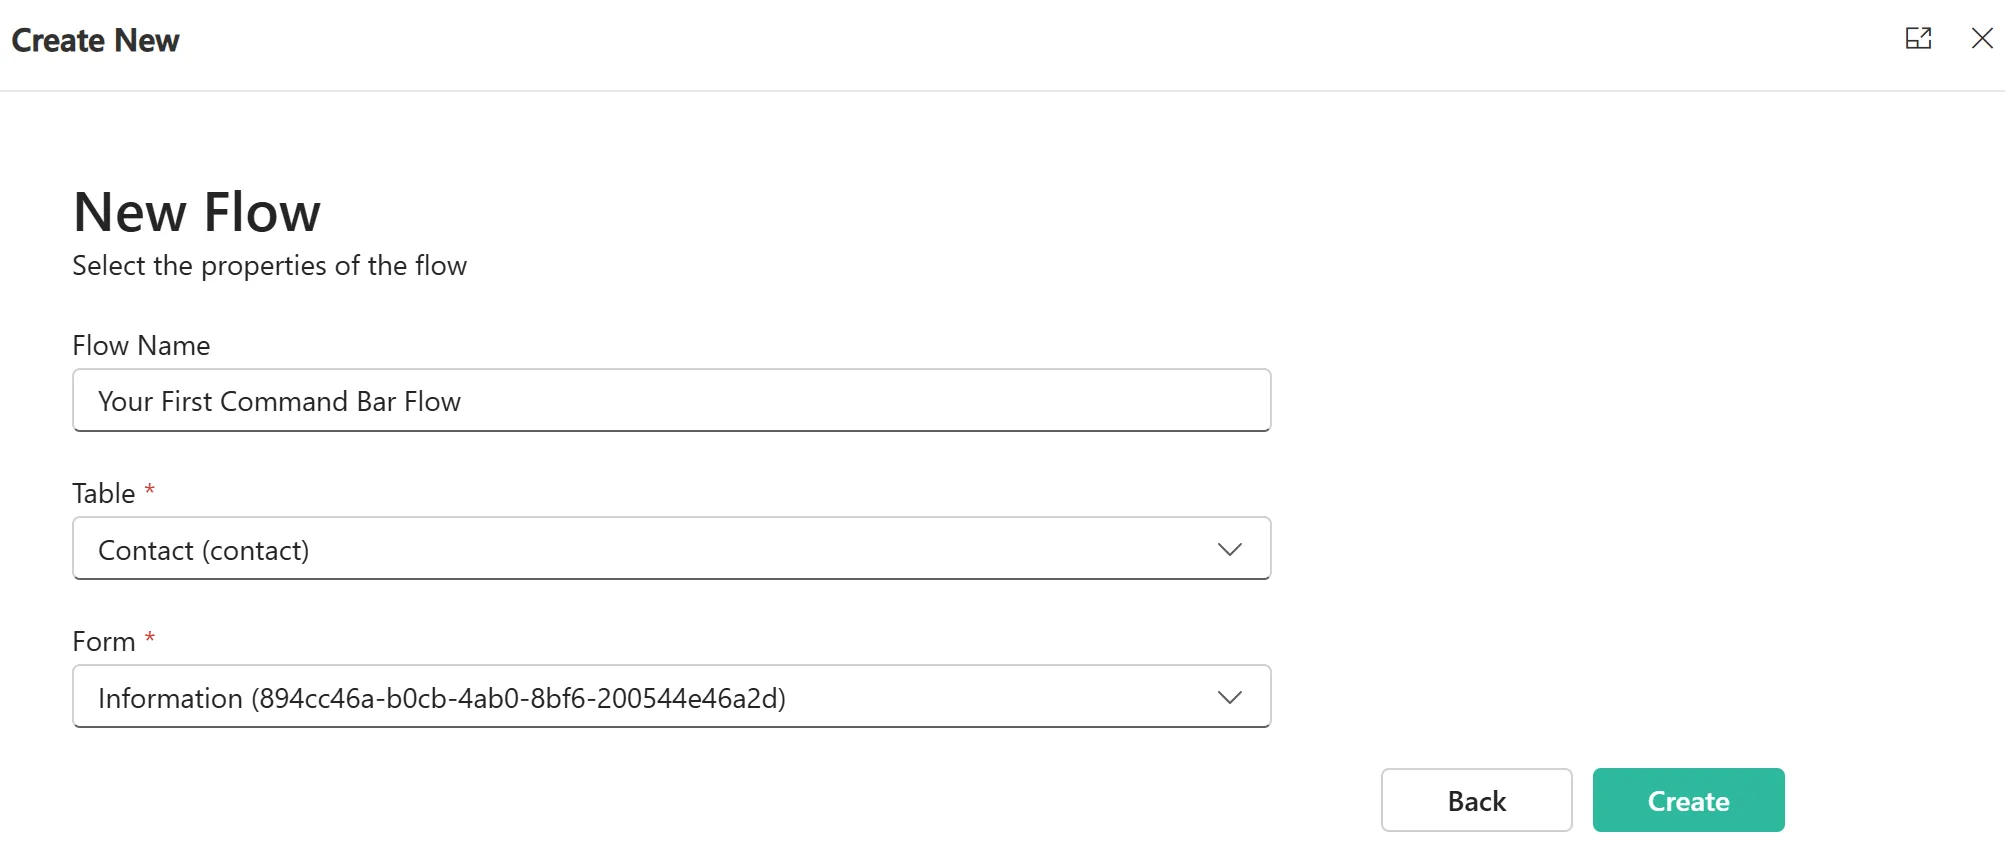 Create New
New Flow
Select the properties of the flow
Flow Name
Your First Command Bar Flow
Table *
Contact (contact)
Form *
Information (894cc46a-b0cb-4ab0-8bf6-200544e46a2d)
Back
Create